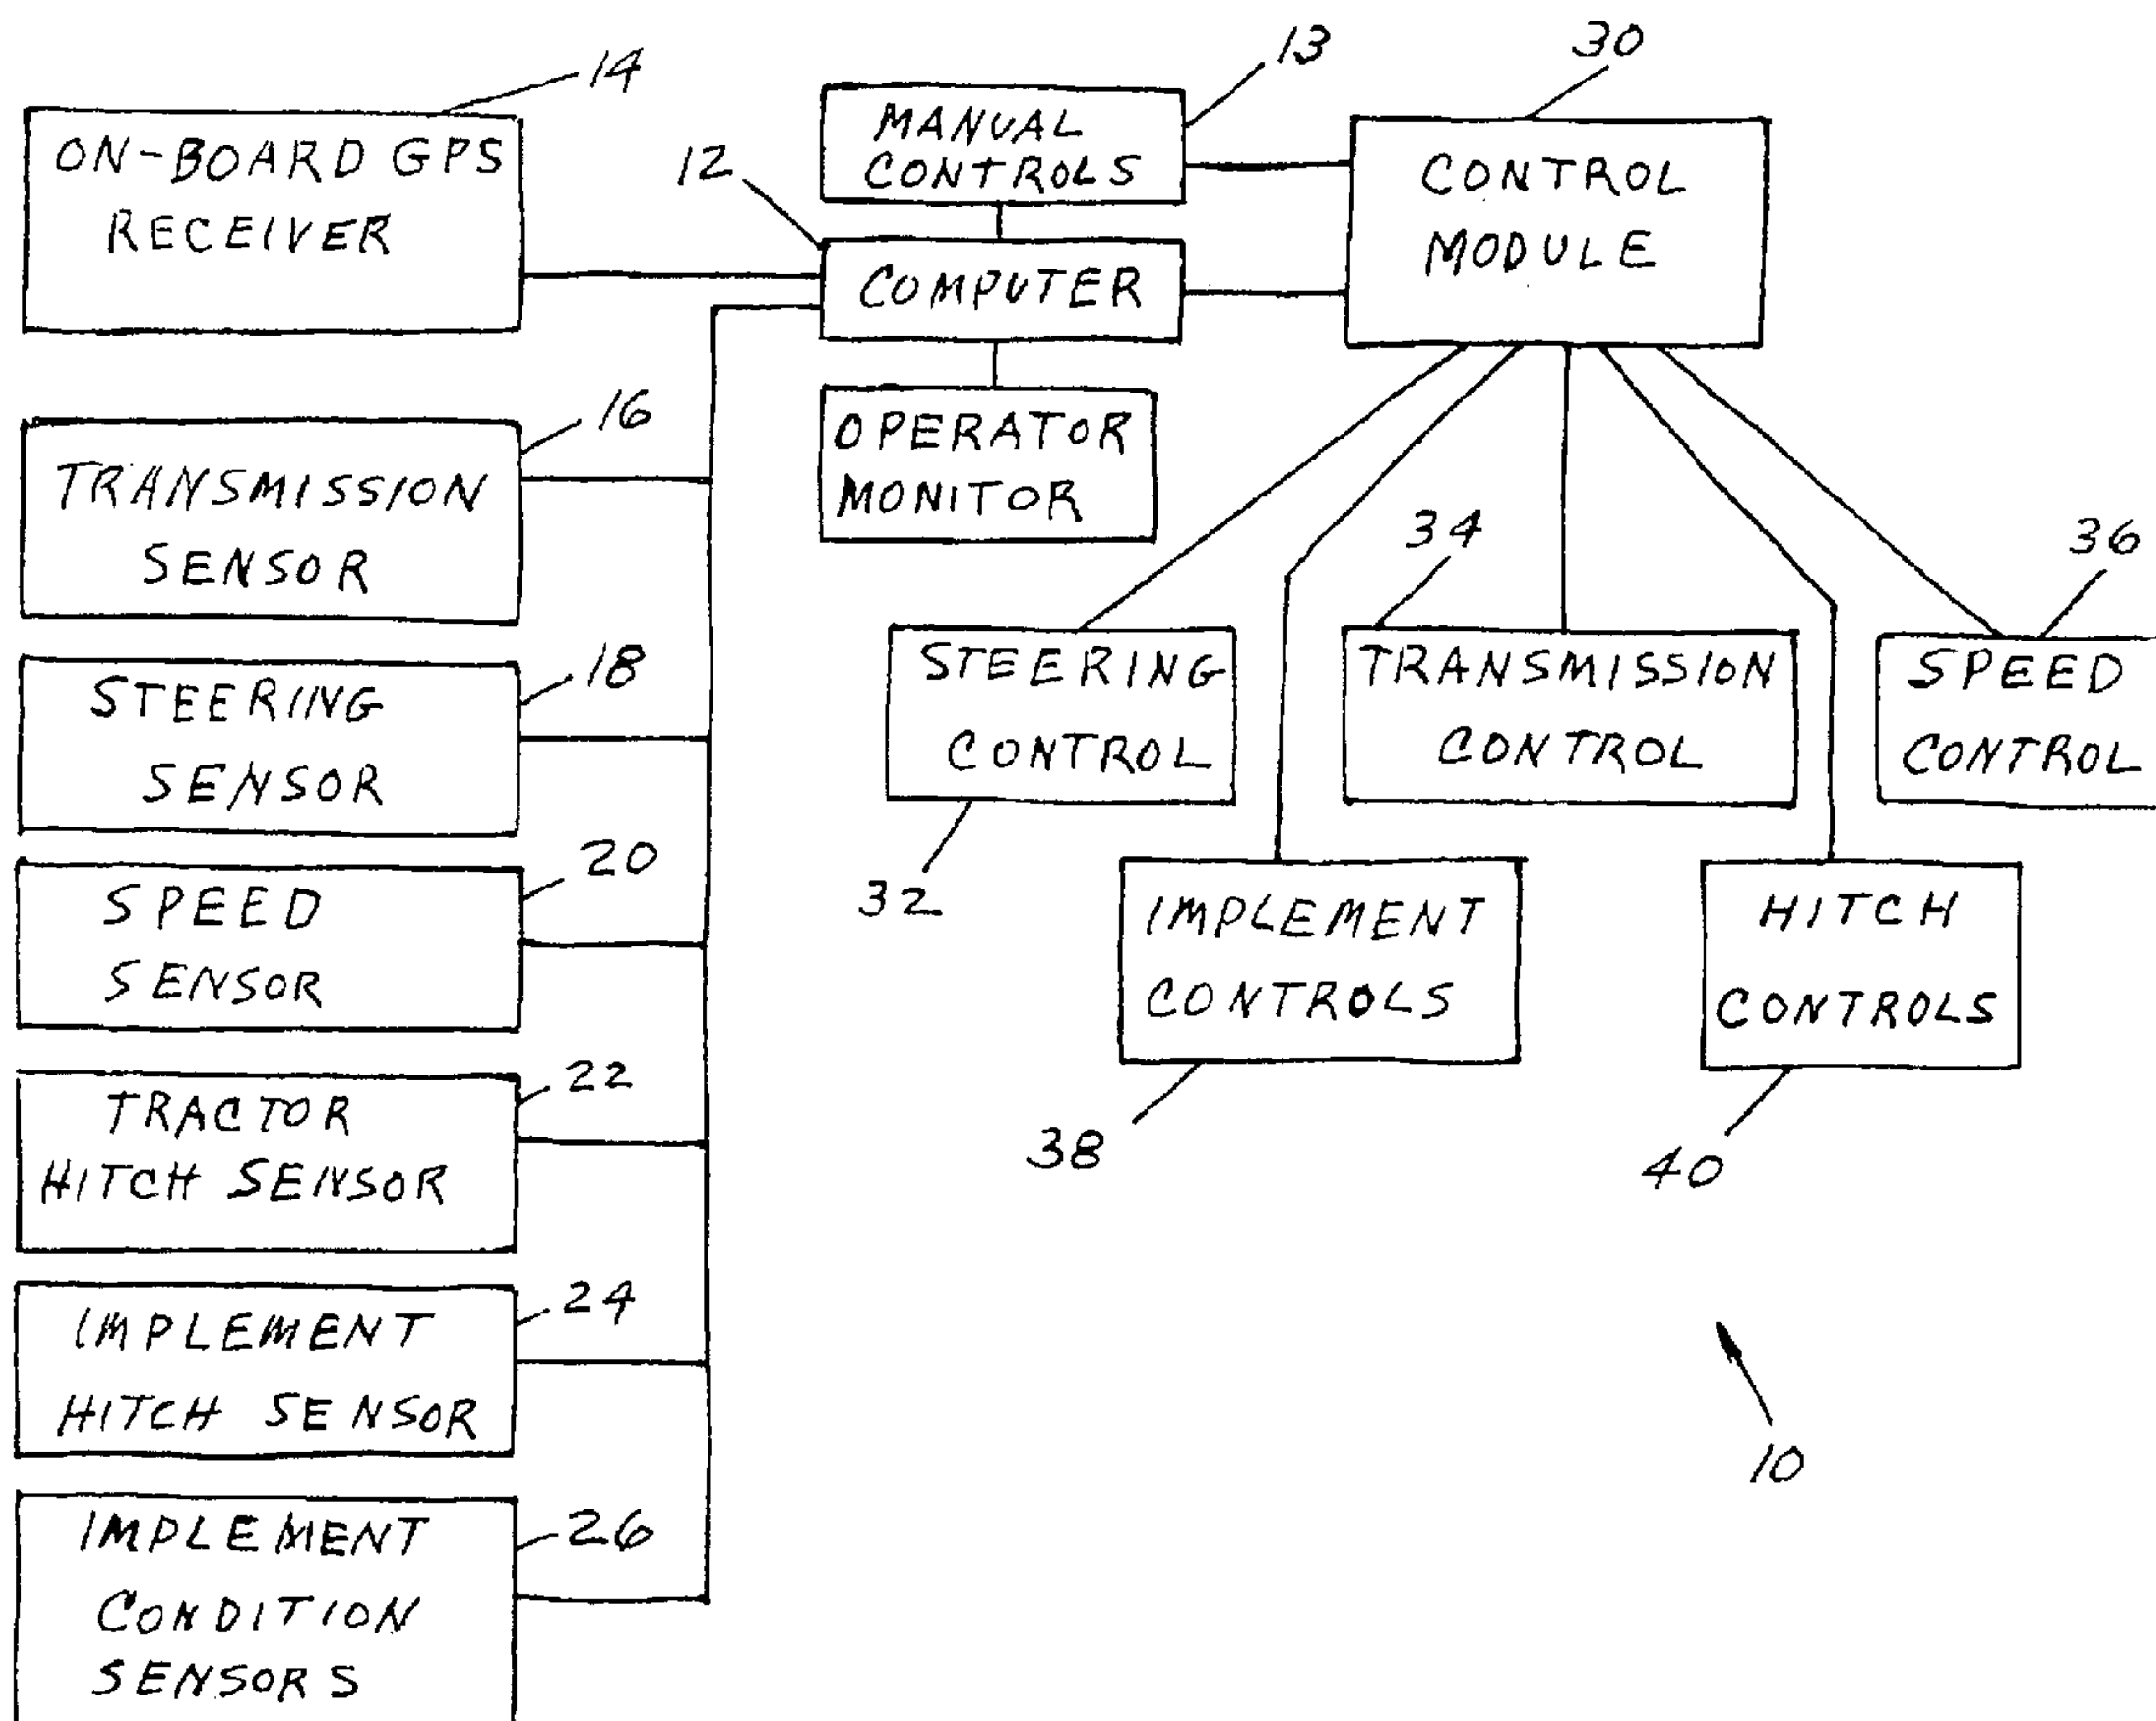 14
ON-BOARD GPS
RECEIVER
13
MANUAL
CONTROLS
30
CONTROL
MODULE
12
COMPUTER
OPERATOR
MONITOR
16
TRANSMISSION
SENSOR
18
STEERING
SENSOR
20
SPEED
SENSOR
22
TRACTOR
HITCH SENSOR
24
IMPLEMENT
HITCH SENSOR
26
IMPLEMENT
CONDITION
SENSORS
STEERING
CONTROL
32
34
TRANSMISSION
CONTROL
36
SPEED
CONTROL
IMPLEMENT
CONTROLS
38
HITCH
CONTROLS
40
10